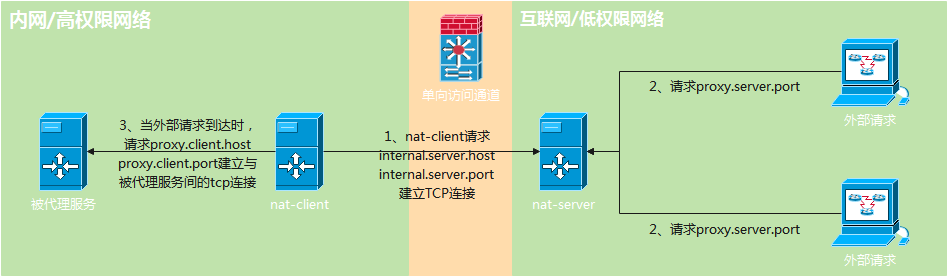 内网/高权限网络
互联网/低权限网络
单向访问通道
2、请求proxy.server.port
外部请求
3、当外部请求到达时，
请求proxy.client.host
proxy.client.port建立与
被代理服务间的tcp连接
1、nat-client请求
internal.server.host
internal.server.port
建立TCP连接
被代理服务
nat-client
nat-server
2、请求proxy.server.port
外部请求